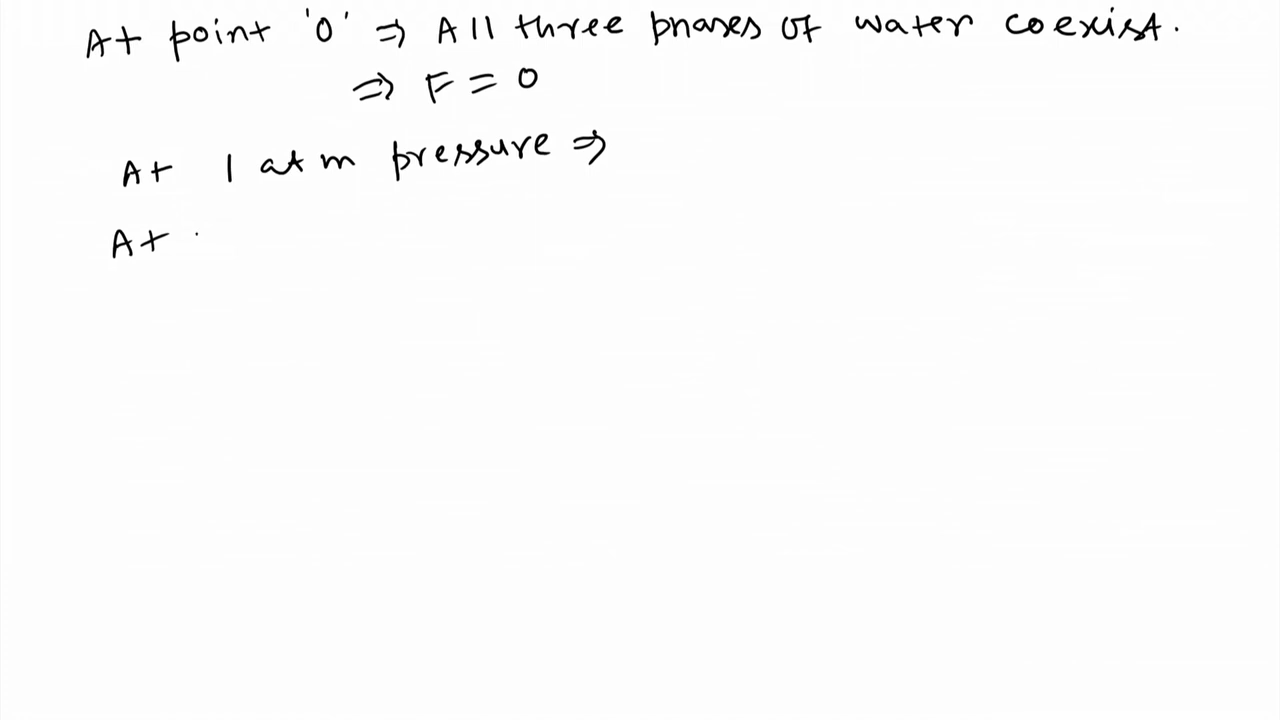 At point 'O' ⇒ All three phases of water coexist.
⇒ F = 0
At 1 atm pressure ⇒
At .